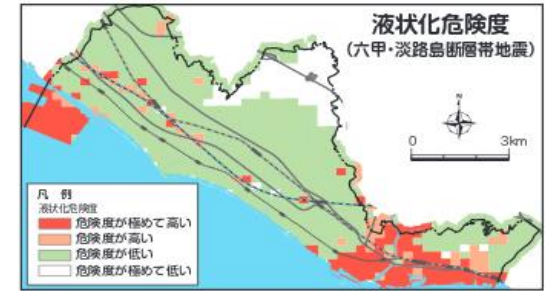 液状化危険度
(六甲・淡路島断層帯地震)
N
0 3km
凡 例
液状化危険度
危険度が極めて高い
危険度が高い
危険度が低い
危険度が極めて低い